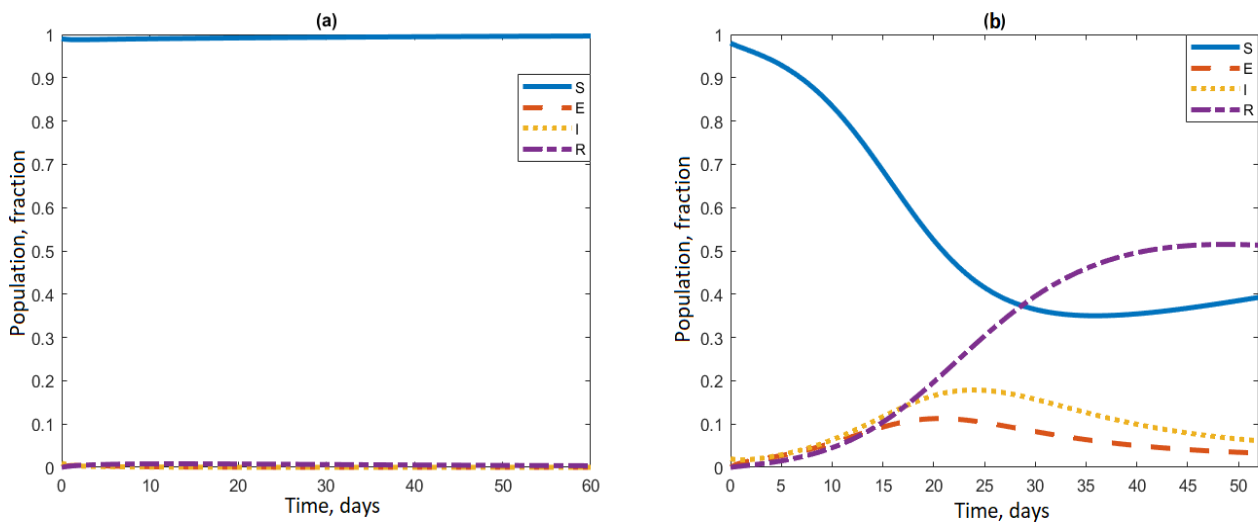 (a)
1
0.9
0.8
0.7
0.6
0.5
0.4
0.3
0.2
0.1
0
Population, fraction
S
E
I
R
0 10 20 30 40 50 60
Time, days
(b)
1
0.9
0.8
0.7
0.6
0.5
0.4
0.3
0.2
0.1
0
Population, fraction
S
E
I
R
0 5 10 15 20 25 30 35 40 45 50
Time, days